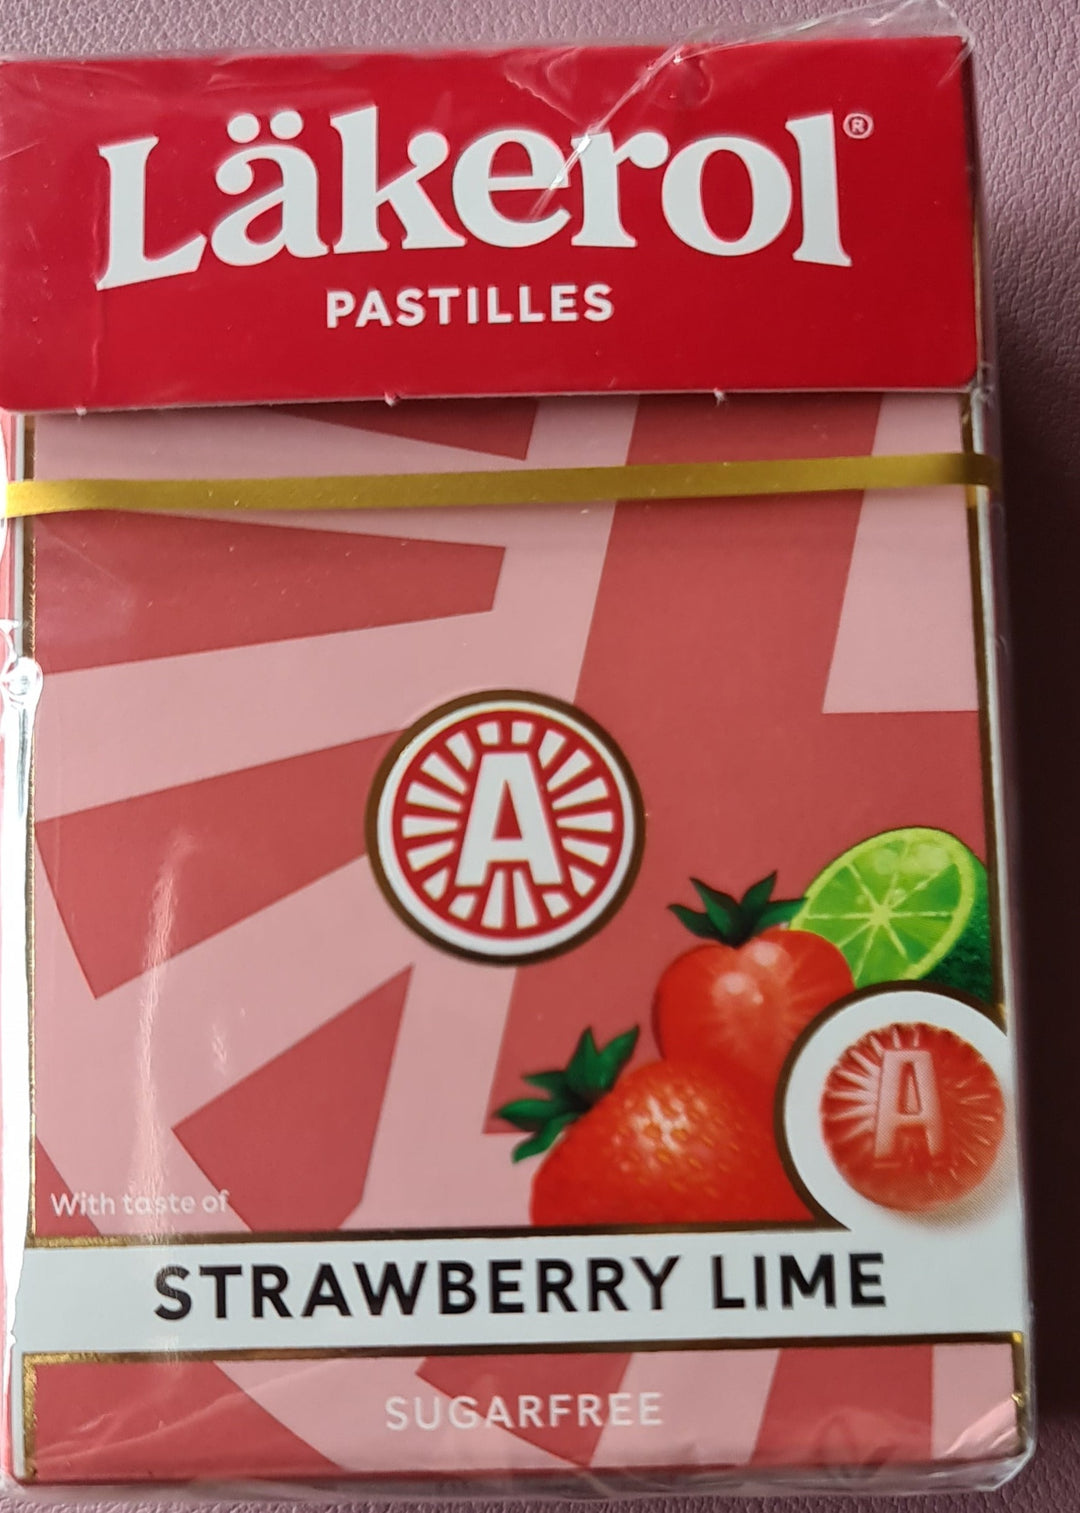 Läkerol®
PASTILLES
A
A
With taste of
STRAWBERRY LIME
SUGARFREE